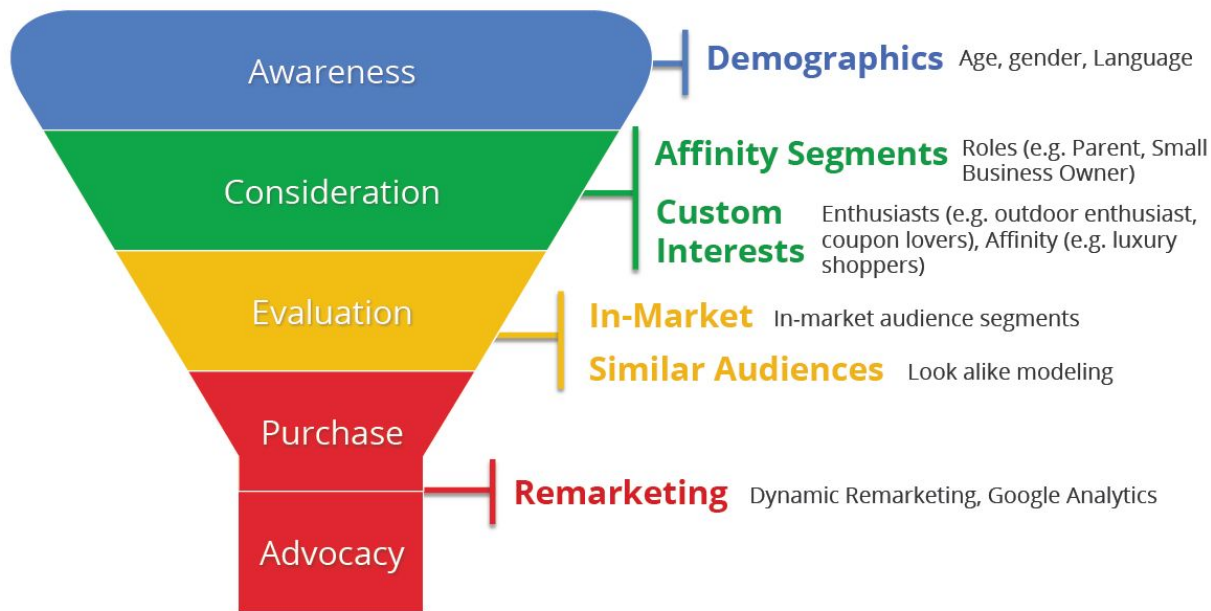 Awareness
Demographics Age, gender, Language
Consideration
Affinity Segments Roles (e.g. Parent, Small
Business Owner)
Custom
Interests
Enthusiasts (e.g. outdoor enthusiast,
coupon lovers), Affinity (e.g. luxury
shoppers)
Evaluation
In-Market In-market audience segments
Similar Audiences Look alike modeling
Purchase
Remarketing Dynamic Remarketing, Google Analytics
Advocacy